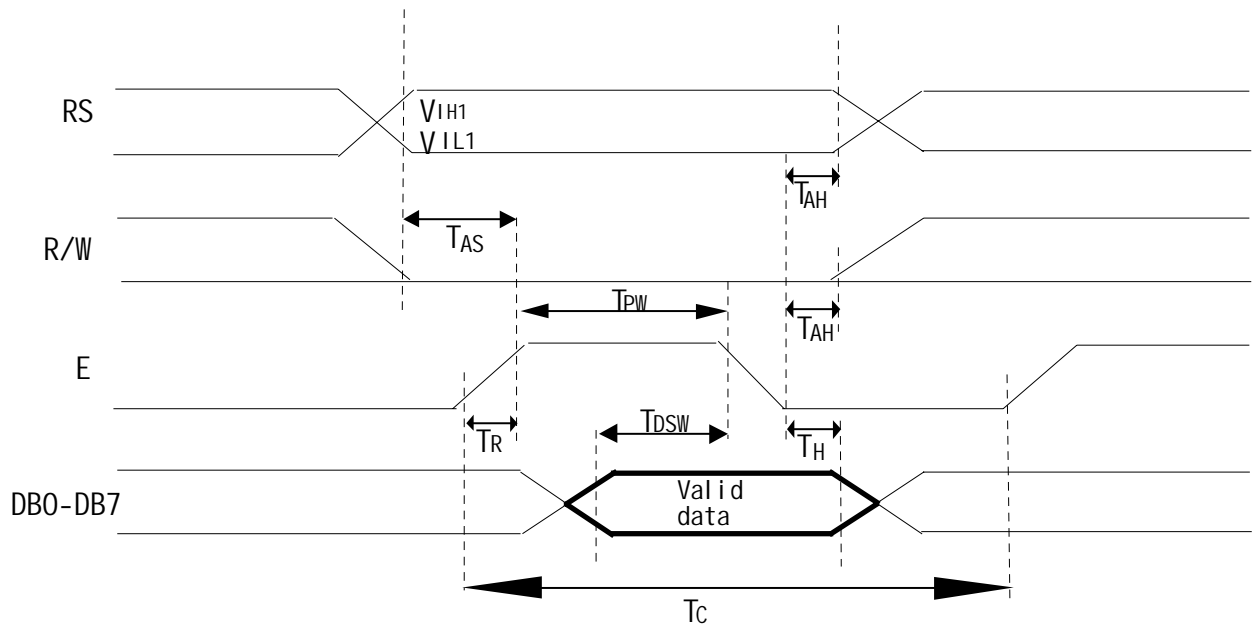 RS
VIH1
VIL1
TAH
R/W
TAS
TPW
TAH
E
TR
TDSW
TH
DB0-DB7
Valid
data
TC